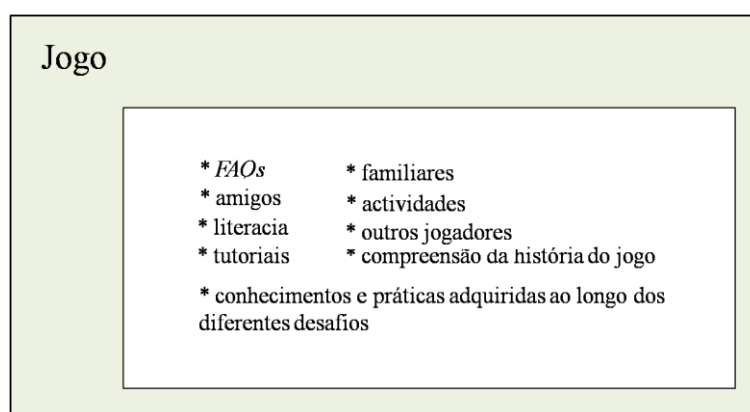 Jogo
* FAQs
* amigos
* literacia
* tutoriais
* familiares
* actividades
* outros jogadores
* compreensão da história do jogo
* conhecimentos e práticas adquiridas ao longo dos
diferentes desafios